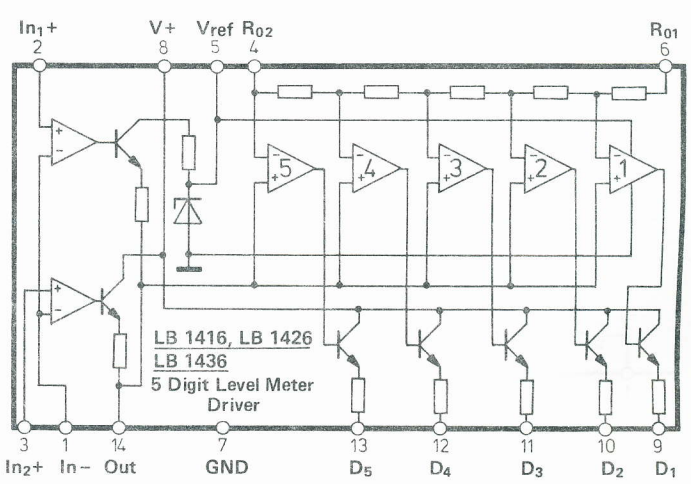 In₁+ V+ Vref R₀₂ R₀₁
2 8 5 4 6
+ −
5 4 3 2 1
− + − + − + − + − +
+ −
LB 1416, LB 1426
LB 1436
5 Digit Level Meter
Driver
3 1 14 7 13 12 11 10 9
In₂+ In− Out GND D₅ D₄ D₃ D₂ D₁